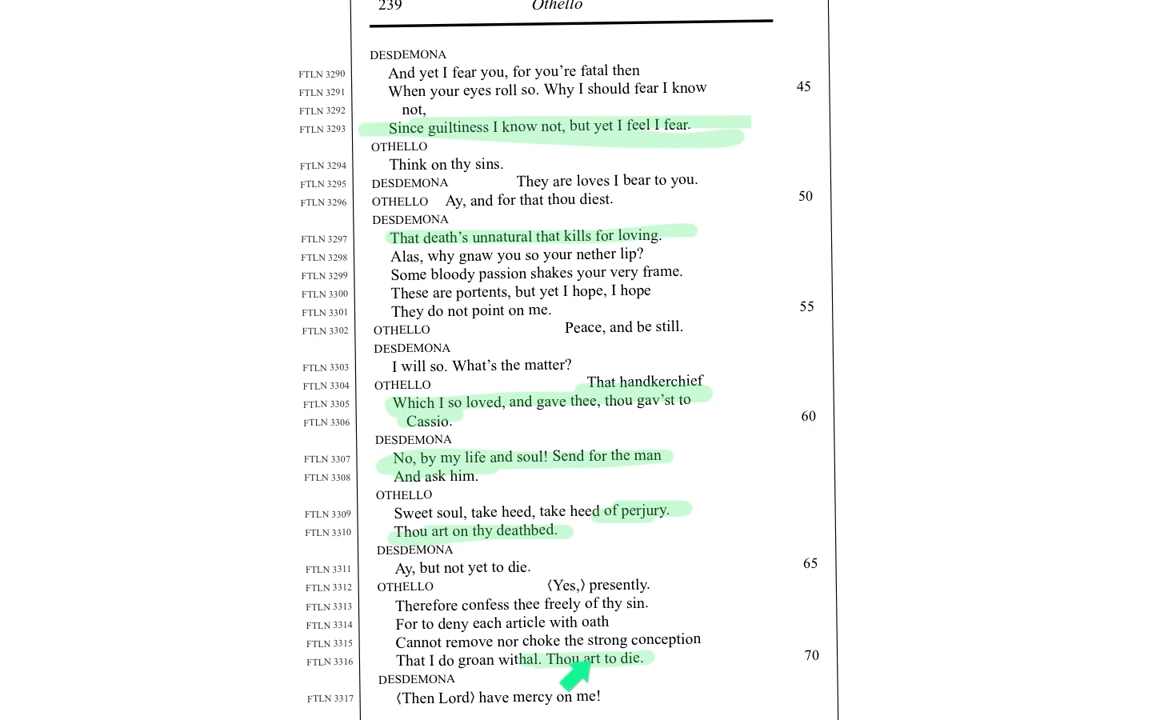 239 Othello
DESDEMONA
FTLN 3290 And yet I fear you, for you’re fatal then
FTLN 3291 When your eyes roll so. Why I should fear I know 45
FTLN 3292 not,
FTLN 3293 Since guiltiness I know not, but yet I feel I fear.
OTHELLO
FTLN 3294 Think on thy sins.
FTLN 3295 DESDEMONA They are loves I bear to you.
FTLN 3296 OTHELLO Ay, and for that thou diest. 50
DESDEMONA
FTLN 3297 That death’s unnatural that kills for loving.
FTLN 3298 Alas, why gnaw you so your nether lip?
FTLN 3299 Some bloody passion shakes your very frame.
FTLN 3300 These are portents, but yet I hope, I hope
FTLN 3301 They do not point on me. 55
FTLN 3302 OTHELLO Peace, and be still.
DESDEMONA
FTLN 3303 I will so. What’s the matter?
FTLN 3304 OTHELLO That handkerchief
FTLN 3305 Which I so loved, and gave thee, thou gav’st to
FTLN 3306 Cassio. 60
DESDEMONA
FTLN 3307 No, by my life and soul! Send for the man
FTLN 3308 And ask him.
OTHELLO
FTLN 3309 Sweet soul, take heed, take heed of perjury.
FTLN 3310 Thou art on thy deathbed.
DESDEMONA
FTLN 3311 Ay, but not yet to die. 65
FTLN 3312 OTHELLO ⟨Yes,⟩ presently.
FTLN 3313 Therefore confess thee freely of thy sin.
FTLN 3314 For to deny each article with oath
FTLN 3315 Cannot remove nor choke the strong conception
FTLN 3316 That I do groan withal. Thou art to die. 70
DESDEMONA
FTLN 3317 ⟨Then Lord⟩ have mercy on me!